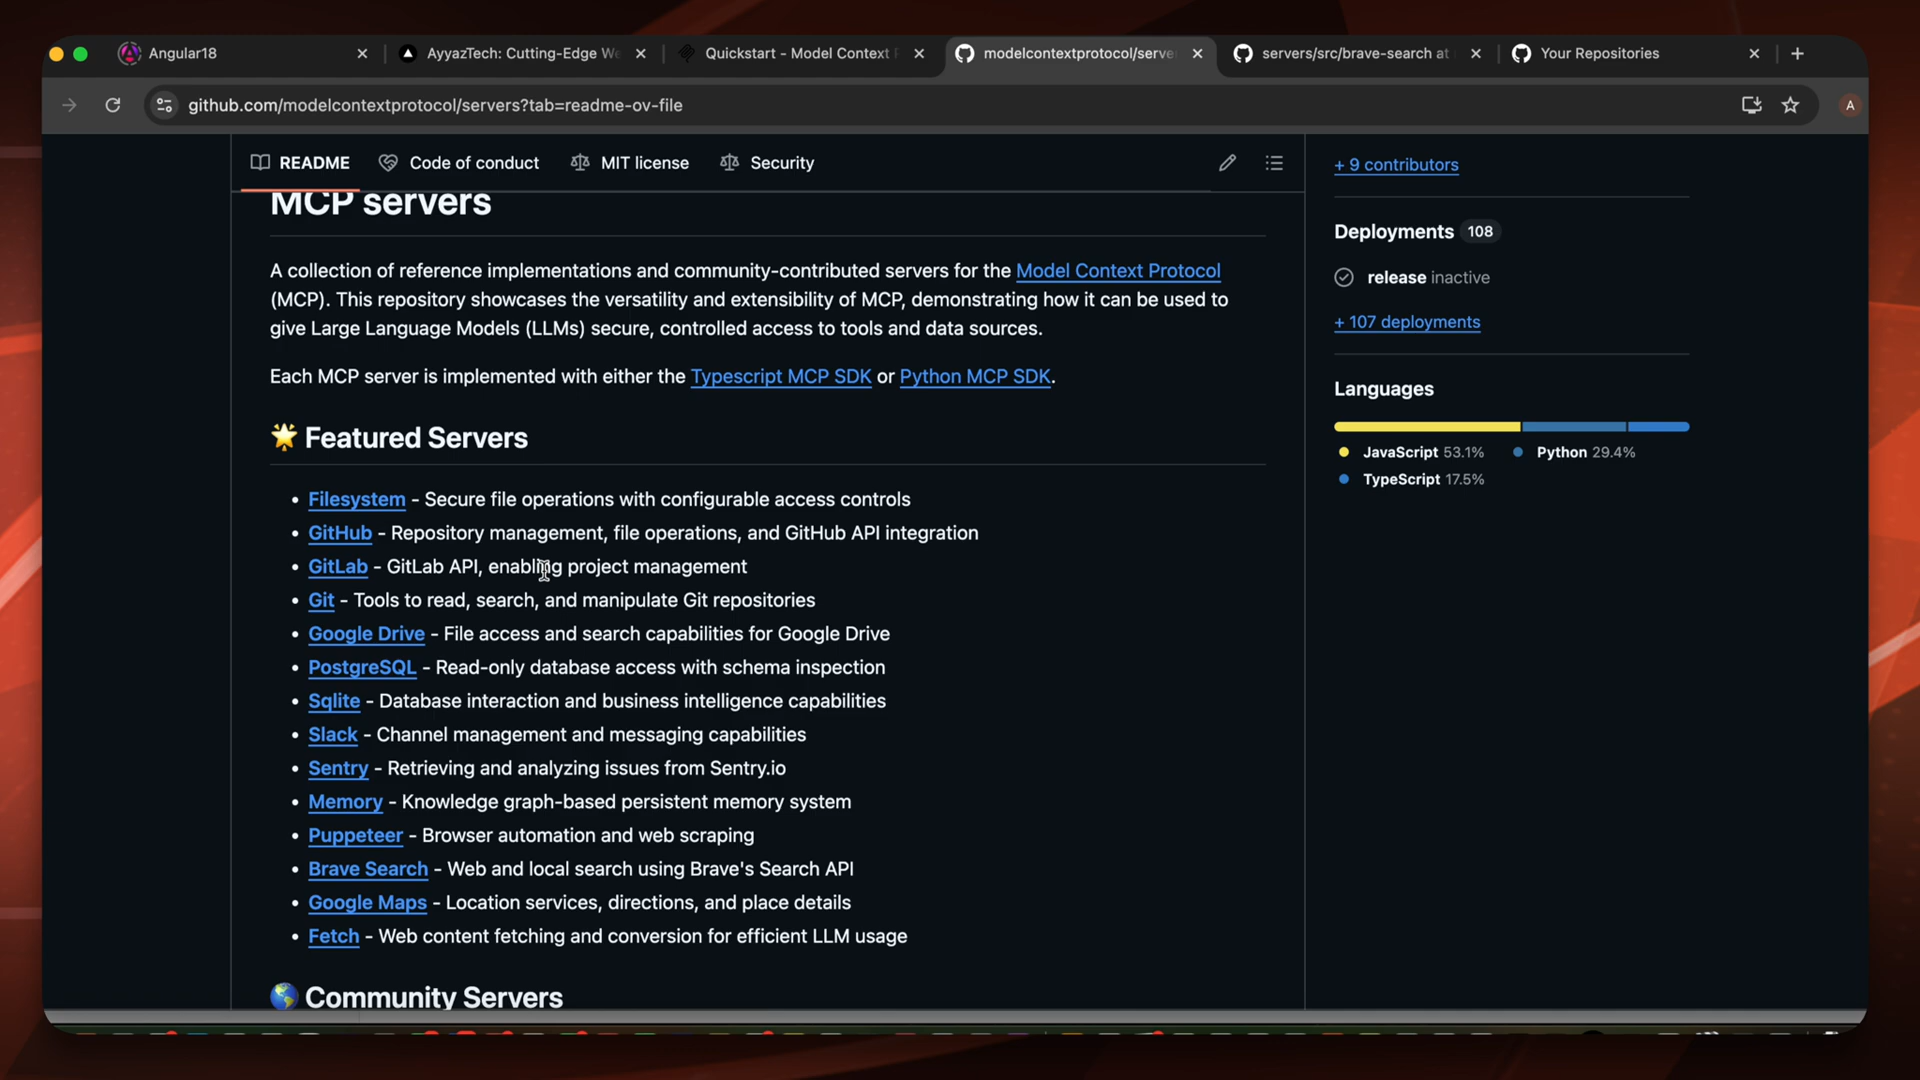 Angular18
AyyazTech: Cutting-Edge We
Quickstart - Model Context P
modelcontextprotocol/serve
servers/src/brave-search at
Your Repositories
github.com/modelcontextprotocol/servers?tab=readme-ov-file
A
README
Code of conduct
MIT license
Security
MCP servers
A collection of reference implementations and community-contributed servers for the Model Context Protocol
(MCP). This repository showcases the versatility and extensibility of MCP, demonstrating how it can be used to
give Large Language Models (LLMs) secure, controlled access to tools and data sources.
Each MCP server is implemented with either the Typescript MCP SDK or Python MCP SDK.
🌟 Featured Servers
• Filesystem - Secure file operations with configurable access controls
• GitHub - Repository management, file operations, and GitHub API integration
• GitLab - GitLab API, enabling project management
• Git - Tools to read, search, and manipulate Git repositories
• Google Drive - File access and search capabilities for Google Drive
• PostgreSQL - Read-only database access with schema inspection
• Sqlite - Database interaction and business intelligence capabilities
• Slack - Channel management and messaging capabilities
• Sentry - Retrieving and analyzing issues from Sentry.io
• Memory - Knowledge graph-based persistent memory system
• Puppeteer - Browser automation and web scraping
• Brave Search - Web and local search using Brave's Search API
• Google Maps - Location services, directions, and place details
• Fetch - Web content fetching and conversion for efficient LLM usage
🌎 Community Servers
+ 9 contributors
Deployments 108
release inactive
+ 107 deployments
Languages
JavaScript 53.1%
Python 29.4%
TypeScript 17.5%